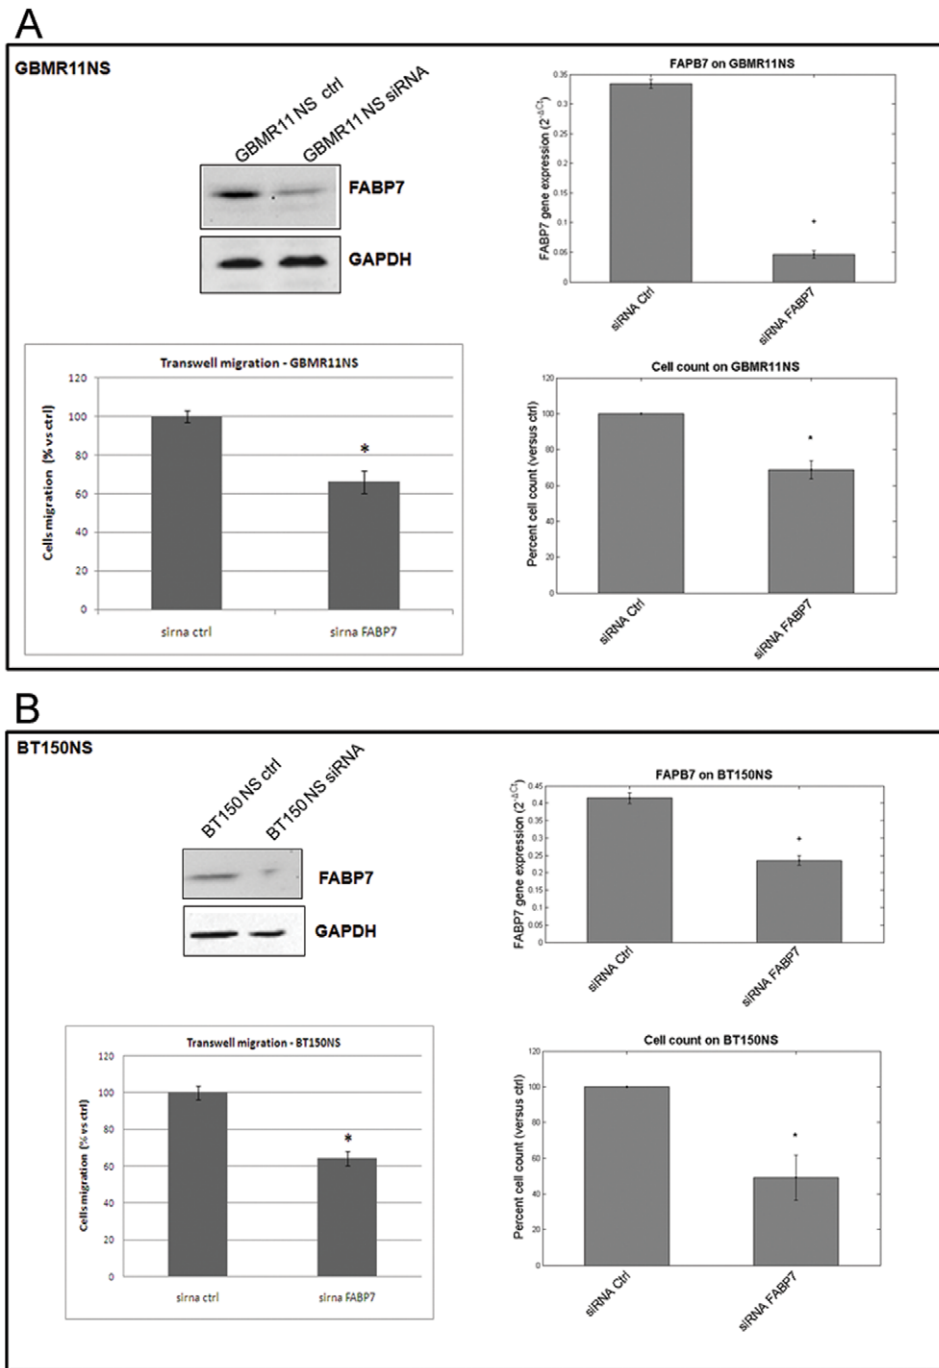 A
GBMR11NS
GBMR11 NS ctrl
GBMR11 NS siRNA
FABP7
GAPDH
FAPB7 on GBMR11NS
FABP7 gene expression (2^-ΔCt)
0.35
0.3
0.25
0.2
0.15
0.1
0.05
0
+
siRNA Ctrl
siRNA FABP7
Transwell migration - GBMR11NS
Cells migration (% vs ctrl)
120
100
80
60
40
20
0
*
sirna ctrl
sirna FABP7
Cell count on GBMR11NS
Percent cell count (versus ctrl)
120
100
80
60
40
20
0
*
siRNA Ctrl
siRNA FABP7
B
BT150NS
BT150 NS ctrl
BT150 NS siRNA
FABP7
GAPDH
FAPB7 on BT150NS
FABP7 gene expression (2^-ΔCt)
0.45
0.4
0.35
0.3
0.25
0.2
0.15
0.1
0.05
0
+
siRNA Ctrl
siRNA FABP7
Transwell migration - BT150NS
Cells migration (% vs ctrl)
120
100
80
60
40
20
0
*
sirna ctrl
sirna FABP7
Cell count on BT150NS
Percent cell count (versus ctrl)
120
100
80
60
40
20
0
*
siRNA Ctrl
siRNA FABP7